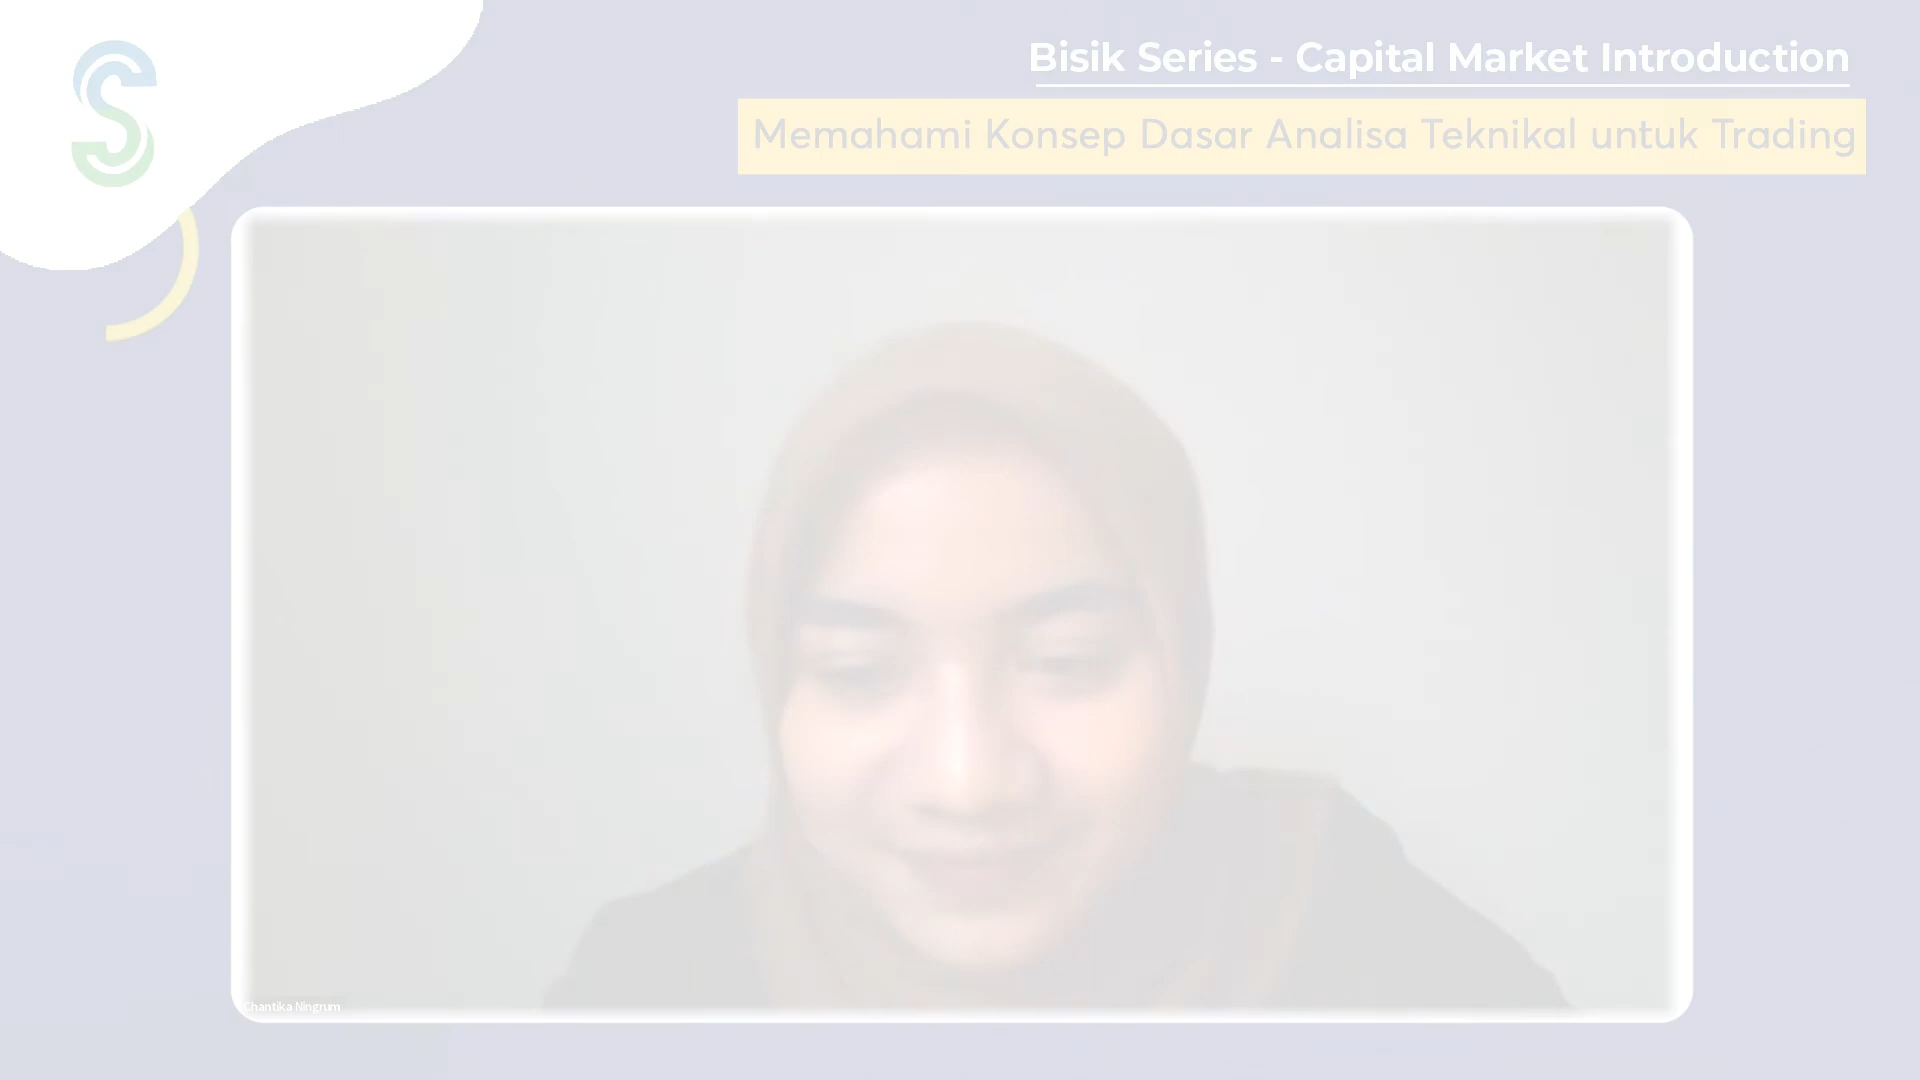 Bisik Series - Capital Market Introduction
Memahami Konsep Dasar Analisa Teknikal untuk Trading
Chantika Ningrum